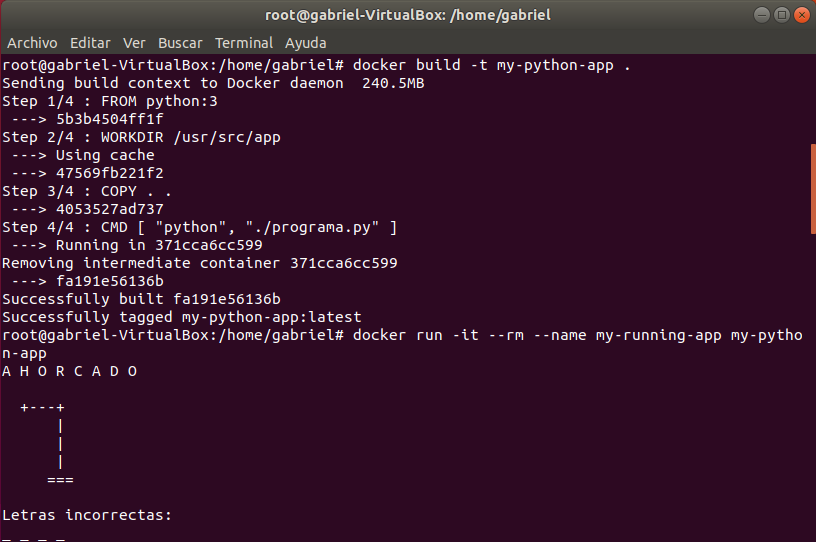 root@gabriel-VirtualBox: /home/gabriel
Archivo Editar Ver Buscar Terminal Ayuda
root@gabriel-VirtualBox:/home/gabriel# docker build -t my-python-app .
Sending build context to Docker daemon  240.5MB
Step 1/4 : FROM python:3
 ---> 5b3b4504ff1f
Step 2/4 : WORKDIR /usr/src/app
 ---> Using cache
 ---> 47569fb221f2
Step 3/4 : COPY . .
 ---> 4053527ad737
Step 4/4 : CMD [ "python", "./programa.py" ]
 ---> Running in 371cca6cc599
Removing intermediate container 371cca6cc599
 ---> fa191e56136b
Successfully built fa191e56136b
Successfully tagged my-python-app:latest
root@gabriel-VirtualBox:/home/gabriel# docker run -it --rm --name my-running-app my-pytho
n-app
A H O R C A D O
  +---+
      |
      |
      |
     ===
Letras incorrectas:
_ _ _ _